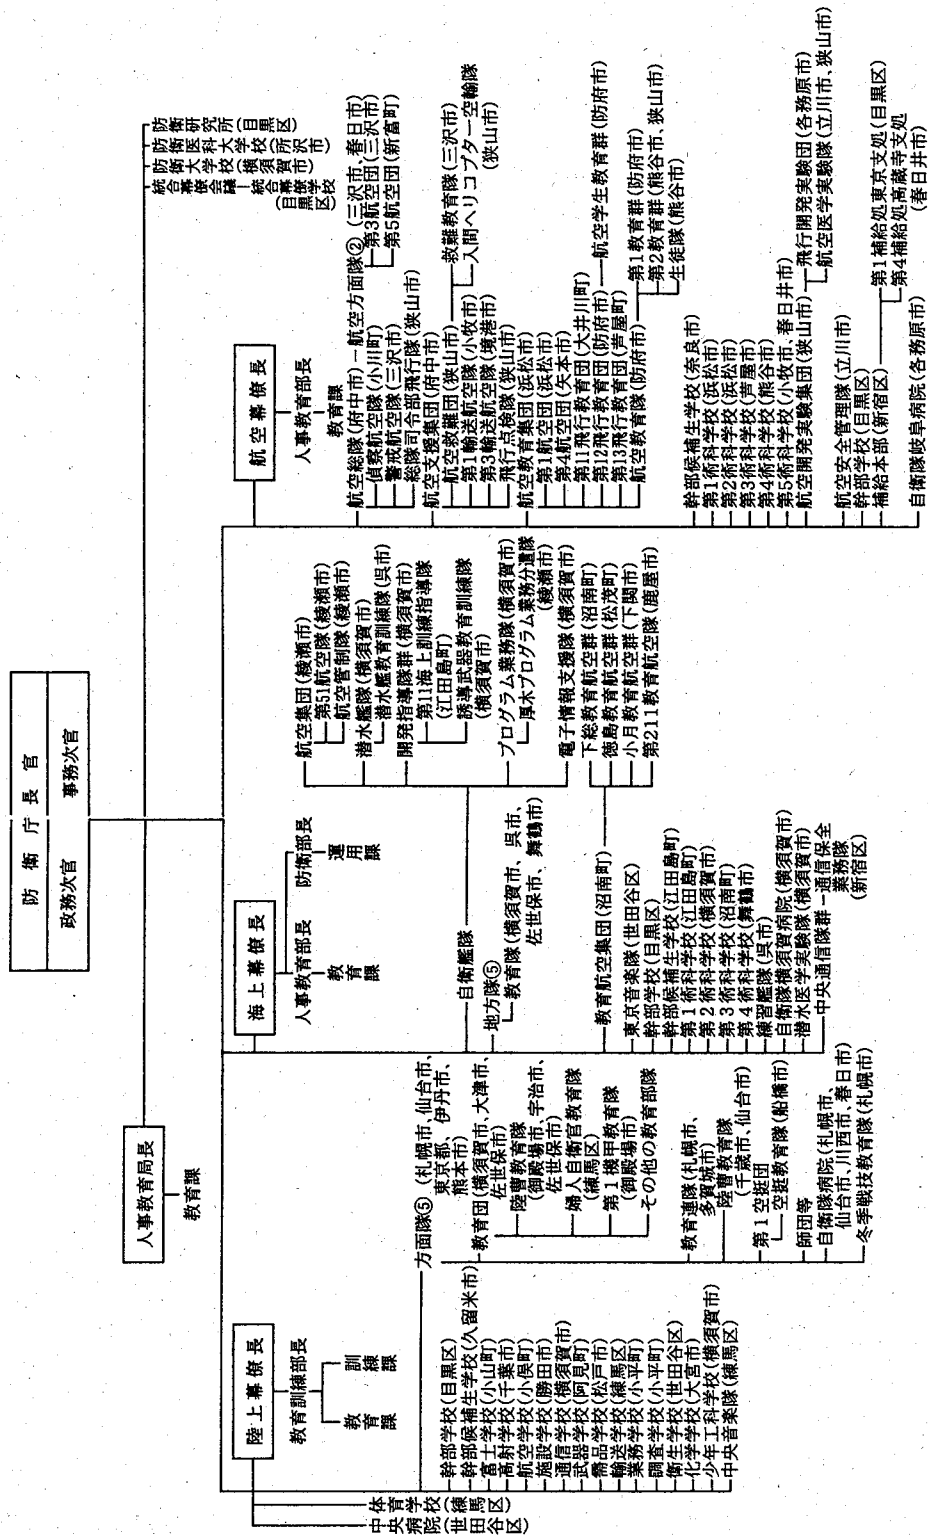 防衛庁長官
政務次官
事務次官
人事教育局長
教育課
防衛研究所(目黒区)
防衛医科大学校(所沢市)
防衛大学校(横須賀市)
統合幕僚会議―統合幕僚学校
(目黒区)
陸上幕僚長
教育訓練部長
教育課
訓練課
体育学校(練馬区)
中央病院(世田谷区)
幹部学校(目黒区)
幹部候補生学校(久留米市)
富士学校(小山町)
高射学校(千葉市)
航空学校(小俣町)
施設学校(勝田市)
通信学校(横須賀市)
武器学校(阿見町)
需品学校(松戸市)
輸送学校(練馬区)
業務学校(小平町)
調査学校(小平町)
衛生学校(世田谷区)
化学学校(大宮市)
少年工科学校(横須賀市)
中央音楽隊(練馬区)
方面隊⑤(札幌市、仙台市、
東京都、伊丹市、
熊本市)
教育団(横須賀市、大津市、
佐世保市)
陸曹教育隊
(御殿場市、宇治市、
佐世保市)
婦人自衛官教育隊
(練馬区)
第1機甲教育隊
(御殿場市)
その他の教育部隊
教育連隊(札幌市、
多賀城市)
陸曹教育隊
(千歳市、仙台市)
第1空挺団
空挺教育隊(船橋市)
師団等
自衛隊病院(札幌市、
仙台市、川西市、春日市)
冬季戦技教育隊(札幌市)
海上幕僚長
人事教育部長
教育課
防衛部長
運用課
自衛艦隊
航空集団(綾瀬市)
第51航空隊(綾瀬市)
航空管制隊(綾瀬市)
潜水艦隊(横須賀市)
潜水艦教育訓練隊(呉市)
開発指導隊群(横須賀市)
第11海上訓練指導隊
(江田島町)
誘導武器教育訓練隊
(横須賀市)
プログラム業務隊(横須賀市)
厚木プログラム業務分遣隊
(綾瀬市)
電子情報支援隊(横須賀市)
地方隊⑤
教育隊(横須賀市、呉市、
佐世保市、舞鶴市)
教育航空集団(沼南町)
下総教育航空群(沼南町)
徳島教育航空群(松茂町)
小月教育航空群(下関市)
第211教育航空隊(鹿屋市)
東京音楽隊(世田谷区)
幹部学校(目黒区)
幹部候補生学校(江田島町)
第1術科学校(江田島町)
第2術科学校(横須賀市)
第3術科学校(沼南町)
第4術科学校(舞鶴市)
練習艦隊(呉市)
自衛隊横須賀病院(横須賀市)
潜水医学実験隊(横須賀市)
中央通信隊群―通信保全
業務隊
(新宿区)
航空幕僚長
人事教育部長
教育課
航空総隊(府中市)―航空方面隊②(三沢市、春日市)
第3航空団(三沢市)
第5航空団(新富町)
偵察航空隊(小川町)
警戒航空隊(三沢市)
総隊司令部飛行隊(狭山市)
航空支援集団(府中市)
航空救難団(狭山市)
救難教育隊(三沢市)
入間ヘリコプター空輸隊
(狭山市)
第1輸送航空隊(小牧市)
第3輸送航空隊(境港市)
飛行点検隊(狭山市)
航空教育集団(浜松市)
第1航空団(浜松市)
第4航空団(矢本市)
第11飛行教育団(大井川町)
第12飛行教育団(防府市)
航空学生教育群(防府市)
第13飛行教育団(芦屋町)
航空教育隊(防府市)
第1教育群(防府市)
第2教育群(熊谷市、狭山市)
生徒隊(熊谷市)
幹部候補生学校(奈良市)
第1術科学校(浜松市)
第2術科学校(浜松市)
第3術科学校(芦屋市)
第4術科学校(熊谷市)
第5術科学校(小牧市、春日井市)
航空開発実験集団(狭山市)
飛行開発実験団(各務原市)
航空医学実験隊(立川市、狭山市)
航空安全管理隊(立川市)
幹部学校(目黒区)
補給本部(新宿区)
第1補給処東京支処(目黒区)
第4補給処高蔵寺支処
(春日井市)
自衛隊岐阜病院(各務原市)